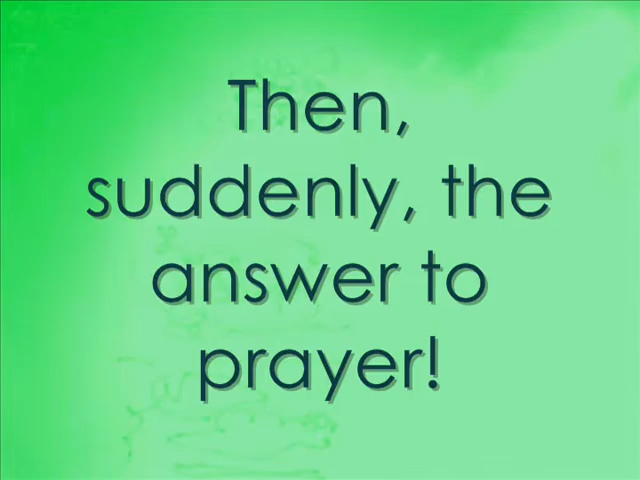 Then,
suddenly, the
answer to
prayer!